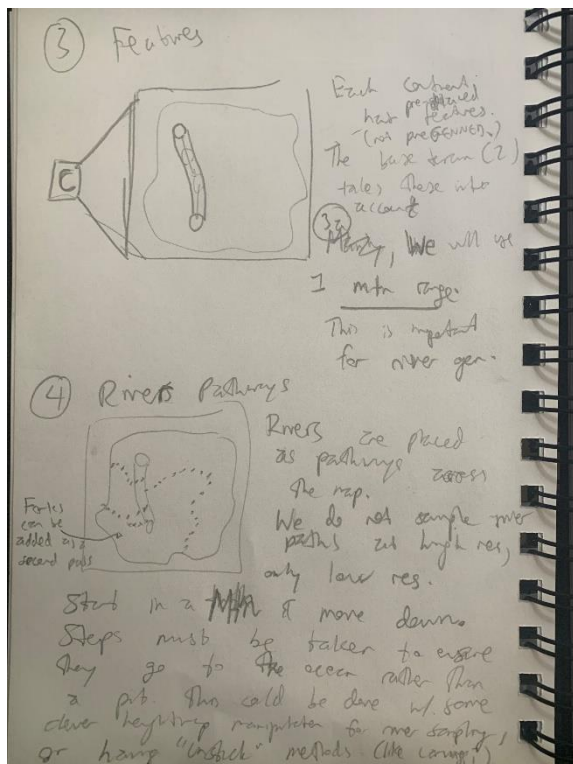 3 Features
C
Each continent
has pre-placed
features.
(not preGENNED.)
The base terrain (2)
takes these into
account
3a
We will use
1 mtn range.
This is important
for river gen.
4 Rivers Pathways
Forks
can be
added as a
second pass
Rivers are placed
as pathways across
the map.
We do not sample river
paths at high res,
only low res.
Start in a Mtn & move down.
Steps must be taken to ensure
they go to the ocean rather than
a pit. This could be done w/ some
clever heightmap manipulation for river sampling,
or having "Unstick" methods (like carving)